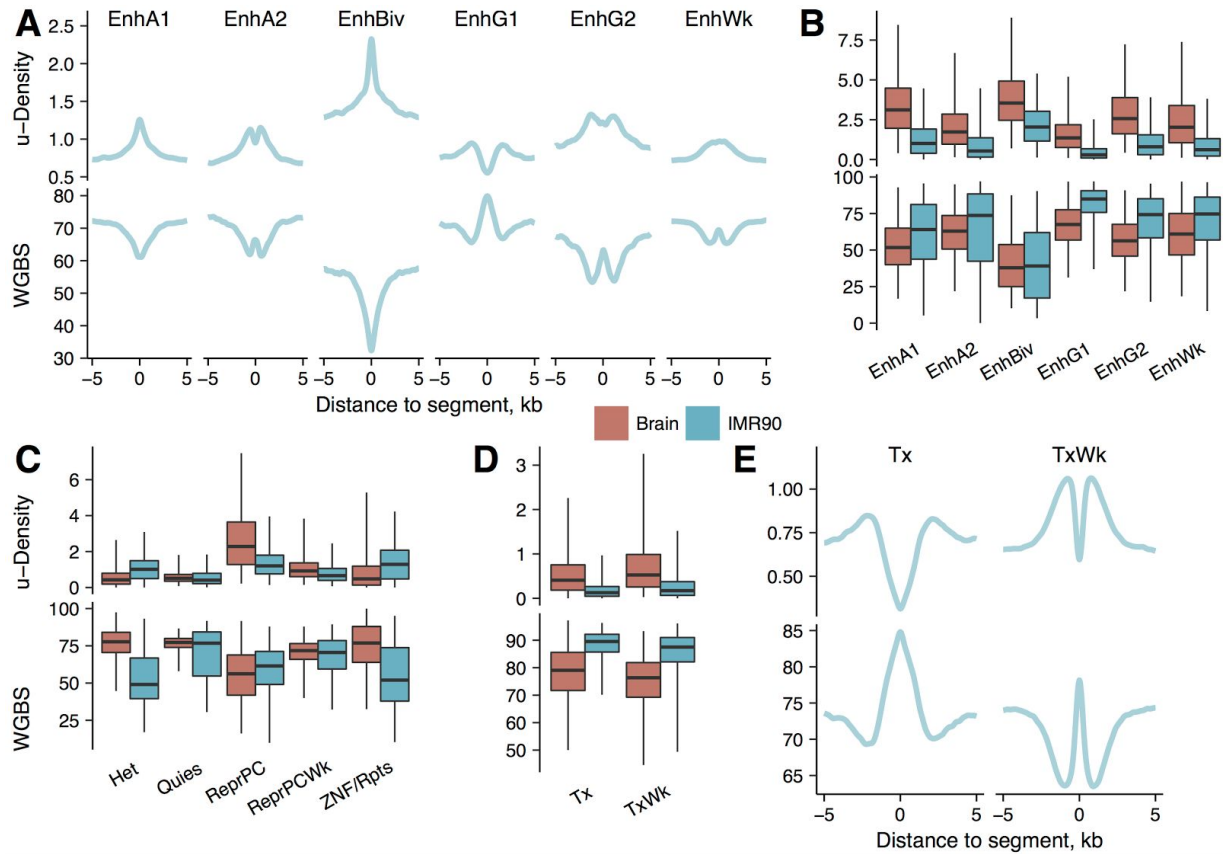 A EnhA1 EnhA2 EnhBiv EnhG1 EnhG2 EnhWk
u-Density
2.5
2.0
1.5
1.0
0.5
WGBS
80
70
60
50
40
30
−5 0 5 −5 0 5 −5 0 5 −5 0 5 −5 0 5 −5 0 5
Distance to segment, kb
B
7.5
5.0
2.5
0.0
100
75
50
25
0
EnhA1 EnhA2 EnhBiv EnhG1 EnhG2 EnhWk
Brain IMR90
C
u-Density
6
4
2
0
WGBS
100
75
50
25
Het Quies ReprPC ReprPCWk ZNF/Rpts
D
3
2
1
0
90
80
70
60
50
Tx TxWk
E Tx TxWk
1.00
0.75
0.50
85
80
75
70
65
−5 0 5 −5 0 5
Distance to segment, kb